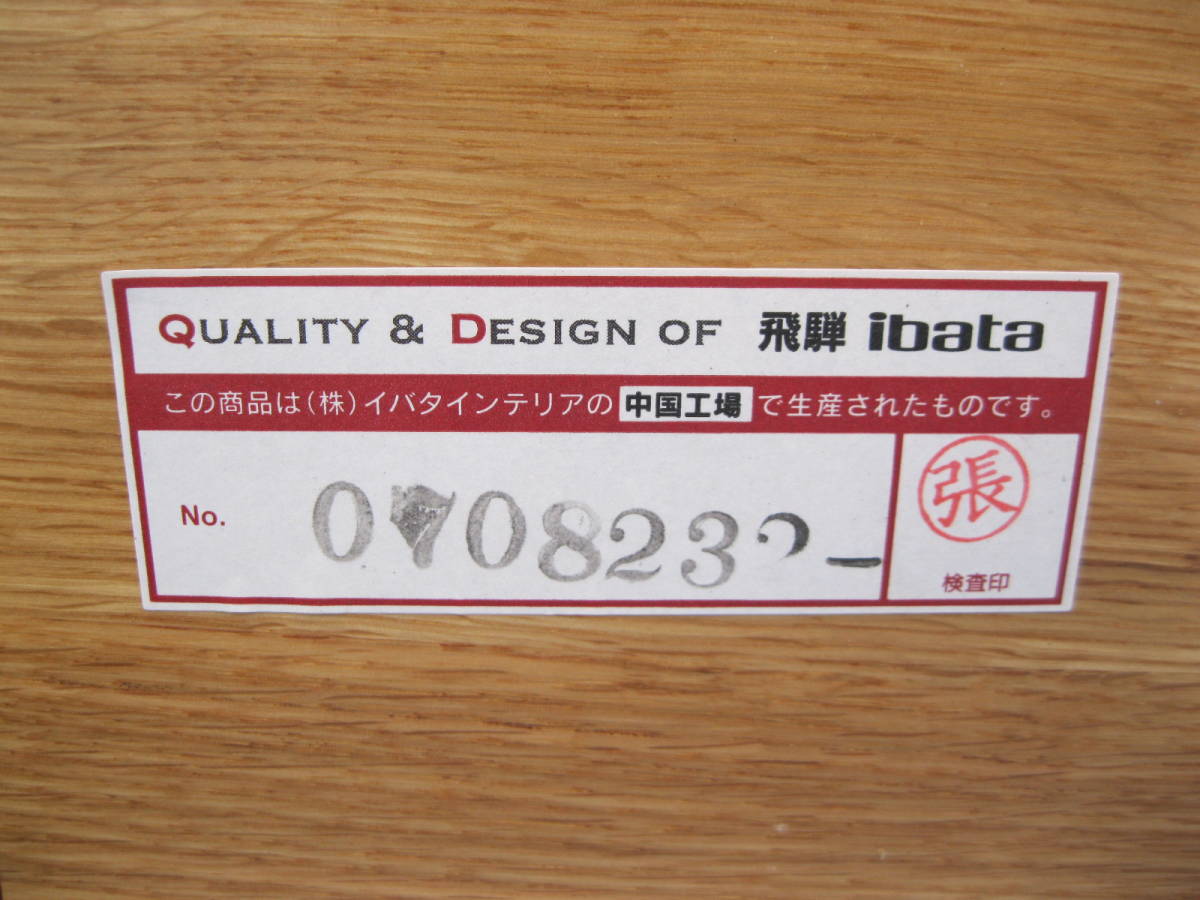 QUALITY & DESIGN OF 飛騨 ibata
この商品は(株)イバタインテリアの 中国工場 で生産されたものです。
No. 070823
張
検査印